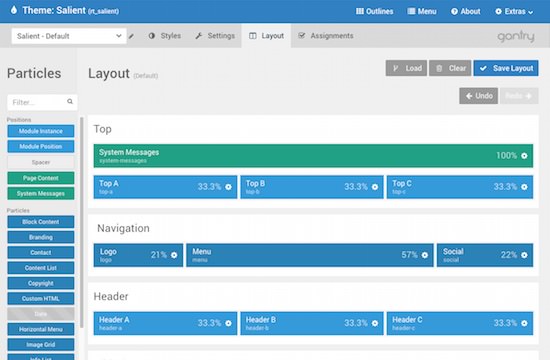 Theme: Salient (rt_salient)
Outlines
Menu
About
Extras
Salient - Default
Styles
Settings
Layout
Assignments
gantry
Particles
Filter...
Positions
Module Instance
Module Position
Spacer
Page Content
System Messages
Particles
Block Content
Branding
Contact
Content List
Copyright
Custom HTML
Date
Horizontal Menu
Image Grid
Info List
Layout (Default)
Load
Clear
Save Layout
Undo
Redo
Top
System Messages 100%
system-messages
Top A 33.3%
top-a
Top B 33.3%
top-b
Top C 33.3%
top-c
Navigation
Logo 21%
logo
Menu 57%
menu
Social 22%
social
Header
Header A 33.3%
header-a
Header B 33.3%
header-b
Header C 33.3%
header-c